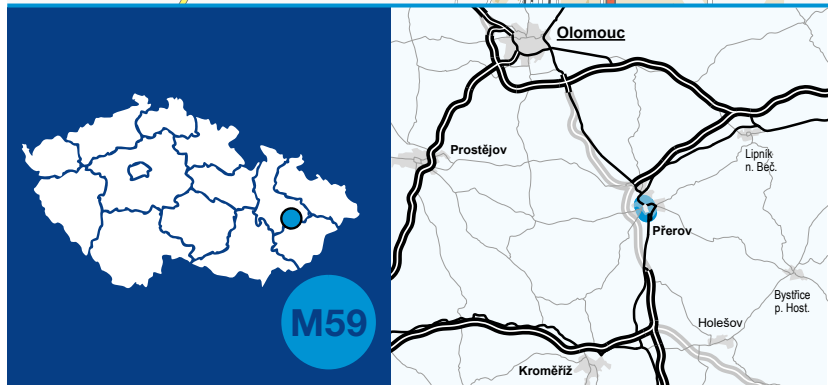 Olomouc
Prostějov
Lipník
n. Beč.
Přerov
Bystřice
p. Host.
M59
Holešov
Kroměříž